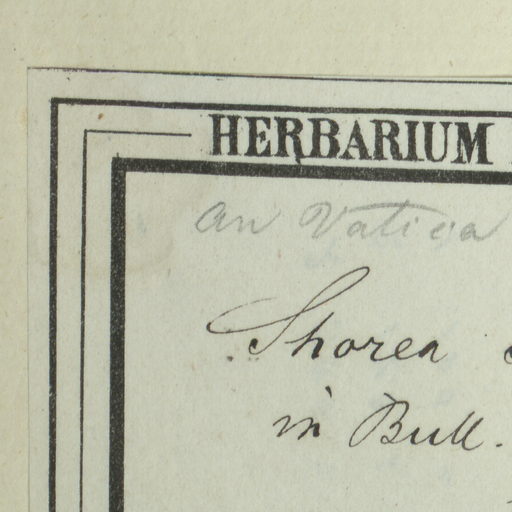 HERBARIUM
an Vatica
Shorea
in Bull.